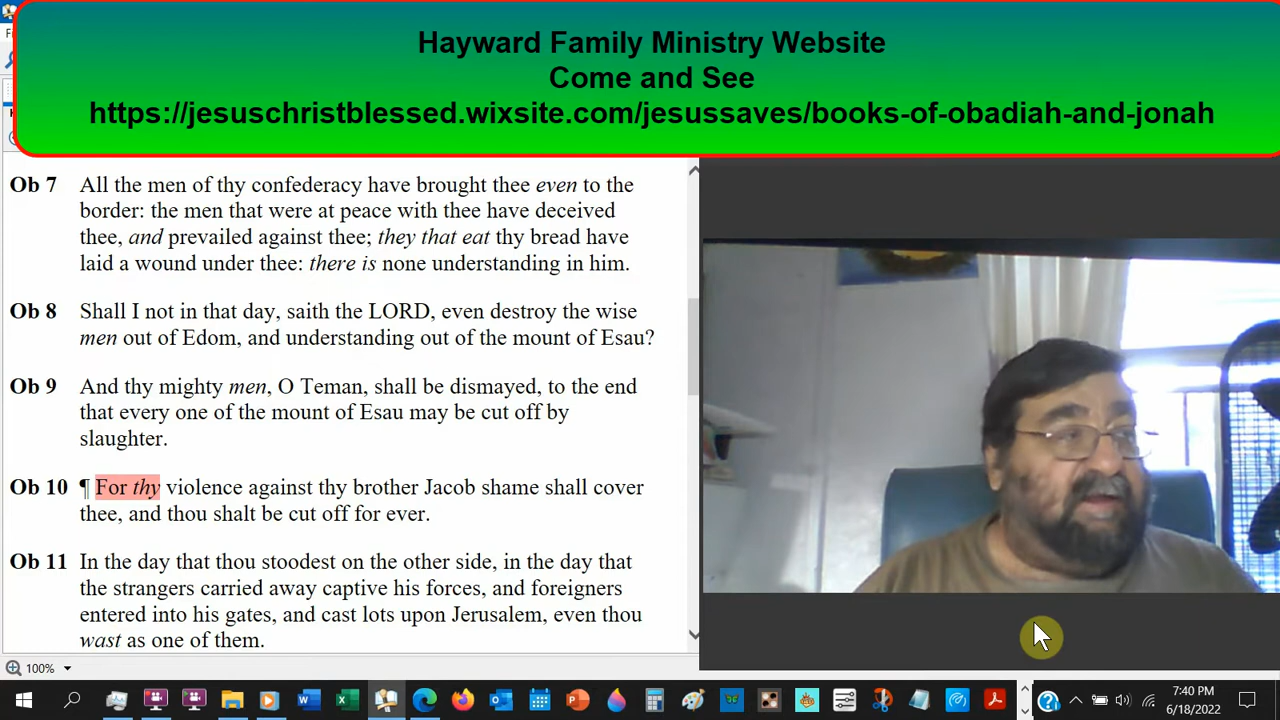 Hayward Family Ministry Website
Come and See
https://jesuschristblessed.wixsite.com/jesussaves/books-of-obadiah-and-jonah
Ob 7 All the men of thy confederacy have brought thee even to the
border: the men that were at peace with thee have deceived
thee, and prevailed against thee; they that eat thy bread have
laid a wound under thee: there is none understanding in him.
Ob 8 Shall I not in that day, saith the LORD, even destroy the wise
men out of Edom, and understanding out of the mount of Esau?
Ob 9 And thy mighty men, O Teman, shall be dismayed, to the end
that every one of the mount of Esau may be cut off by
slaughter.
Ob 10 ¶ For thy violence against thy brother Jacob shame shall cover
thee, and thou shalt be cut off for ever.
Ob 11 In the day that thou stoodest on the other side, in the day that
the strangers carried away captive his forces, and foreigners
entered into his gates, and cast lots upon Jerusalem, even thou
wast as one of them.
100%
7:40 PM
6/18/2022